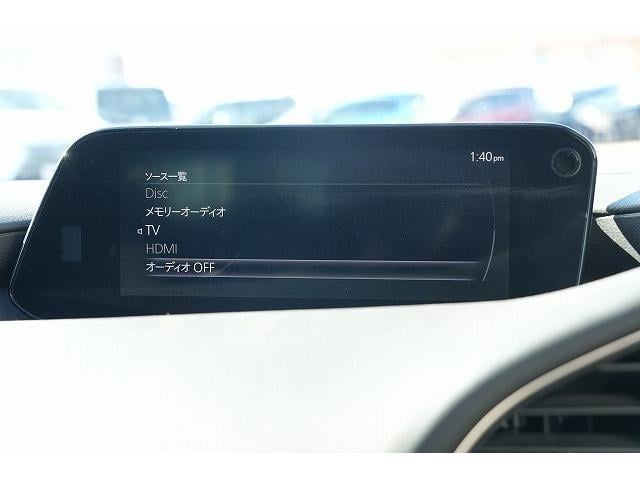 1:40pm
ソース一覧
Disc
メモリーオーディオ
TV
HDMI
オーディオ OFF